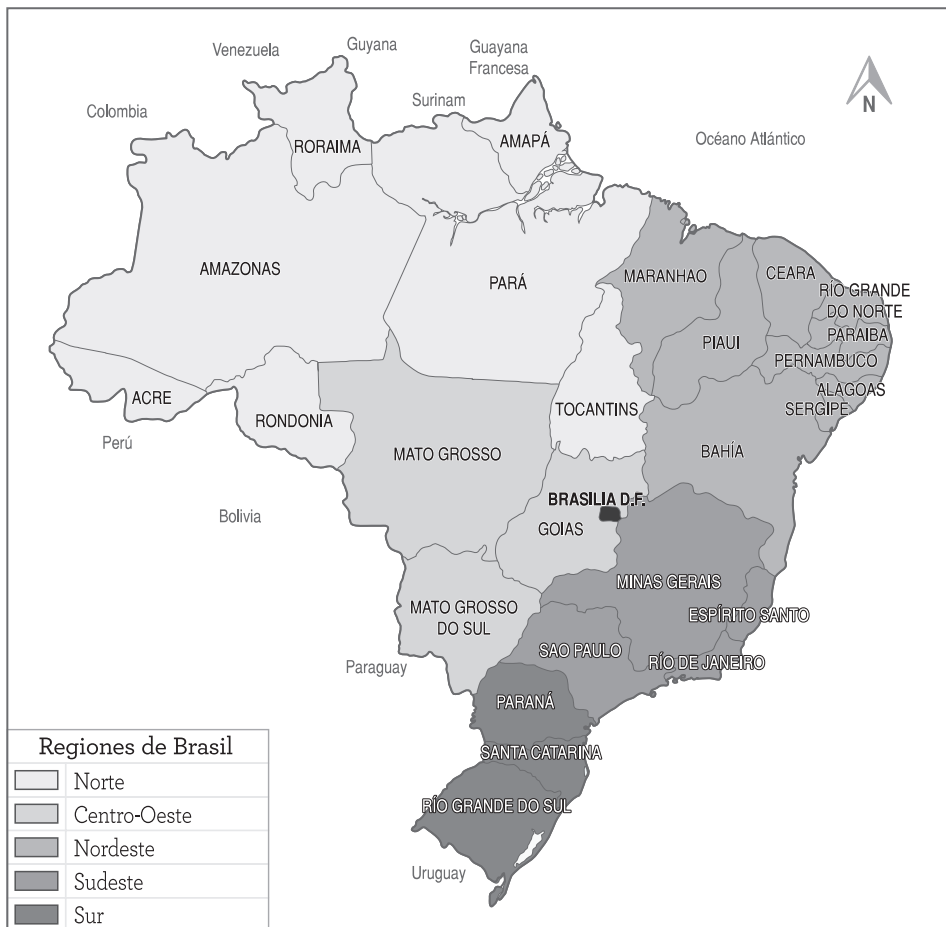 Venezuela
Guyana
Guayana
Francesa
Surinam
Colombia
N
Océano Atlántico
RORAIMA
AMAPÁ
AMAZONAS
PARÁ
MARANHAO
CEARA
RÍO GRANDE
DO NORTE
PARAIBA
PIAUI
PERNAMBUCO
ALAGOAS
SERGIPE
ACRE
RONDONIA
TOCANTINS
MATO GROSSO
BAHÍA
Perú
Bolivia
BRASILIA D.F.
GOIAS
MINAS GERAIS
ESPÍRITO SANTO
MATO GROSSO
DO SUL
SAO PAULO
RÍO DE JANEIRO
Paraguay
PARANÁ
SANTA CATARINA
RÍO GRANDE DO SUL
Uruguay
Regiones de Brasil
Norte
Centro-Oeste
Nordeste
Sudeste
Sur